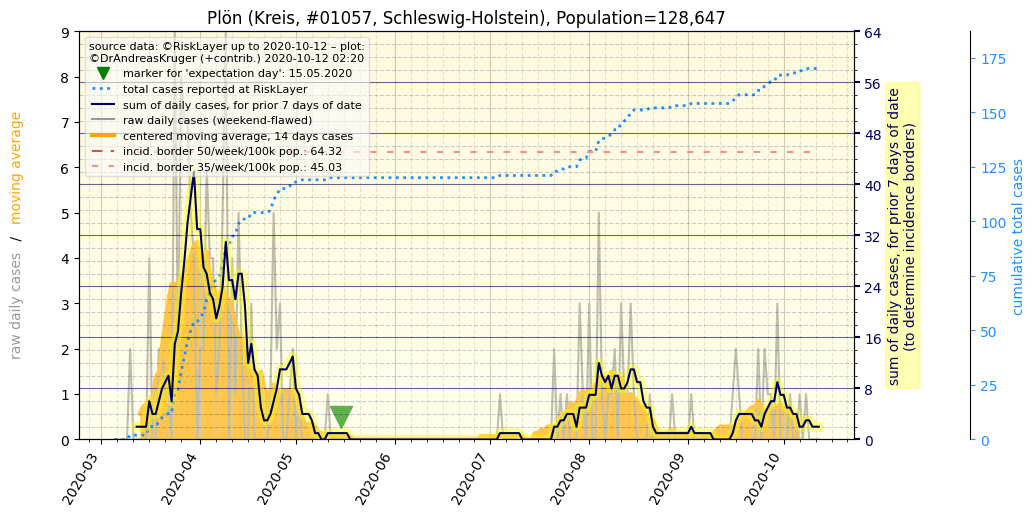 Plön (Kreis, #01057, Schleswig-Holstein), Population=128,647
source data: ©RiskLayer up to 2020-10-12 – plot:
©DrAndreasKruger (+contrib.) 2020-10-12 02:20
marker for 'expectation day': 15.05.2020
total cases reported at RiskLayer
sum of daily cases, for prior 7 days of date
raw daily cases (weekend-flawed)
centered moving average, 14 days cases
incid. border 50/week/100k pop.: 64.32
incid. border 35/week/100k pop.: 45.03
raw daily cases / moving average
9
8
7
6
5
4
3
2
1
0
2020-03
2020-04
2020-05
2020-06
2020-07
2020-08
2020-09
2020-10
64
56
48
40
32
24
16
8
0
sum of daily cases, for prior 7 days of date
(to determine incidence borders)
175
150
125
100
75
50
25
0
cumulative total cases